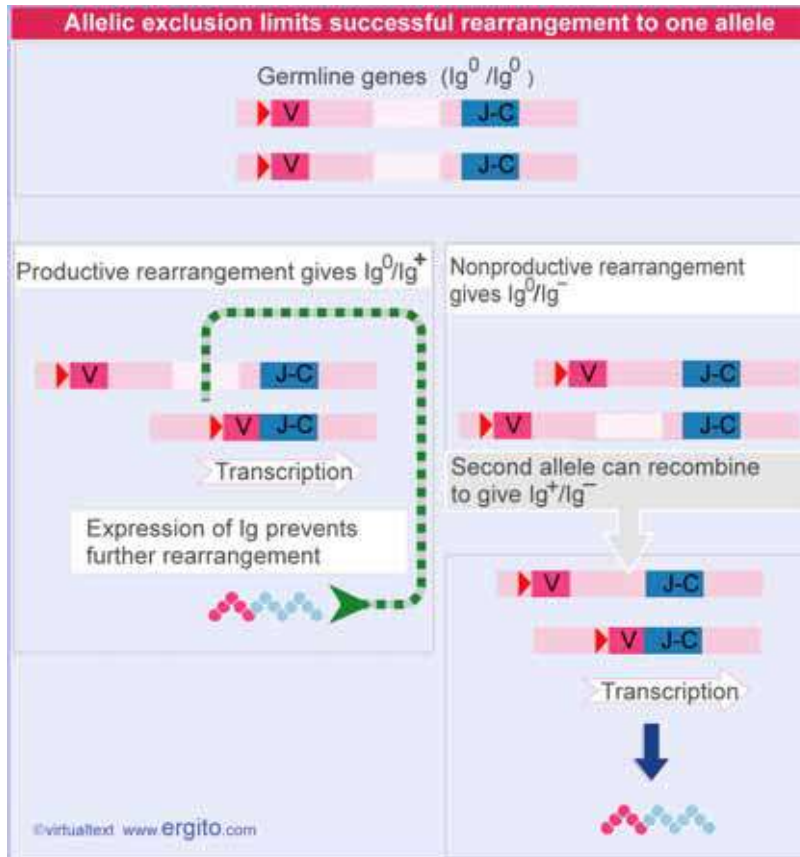 Allelic exclusion limits successful rearrangement to one allele
Germline genes (Ig⁰/Ig⁰)
V J-C
V J-C
Productive rearrangement gives Ig⁰/Ig⁺
V J-C
V J-C
Transcription
Expression of Ig prevents
further rearrangement
Nonproductive rearrangement
gives Ig⁰/Ig⁻
V J-C
V J-C
Second allele can recombine
to give Ig⁺/Ig⁻
V J-C
V J-C
Transcription
©virtualtext www.ergito.com